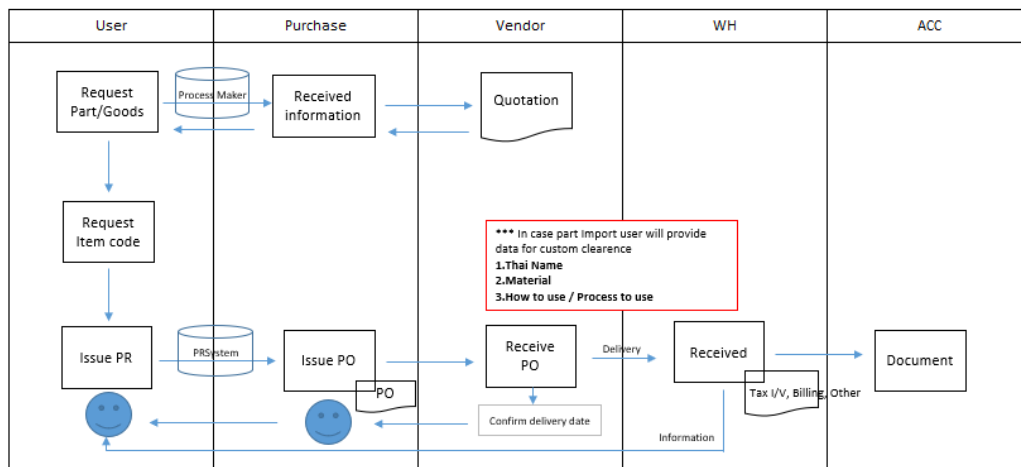 User
Purchase
Vendor
WH
ACC
Request
Part/Goods
Process Maker
Received
information
Quotation
Request
Item code
*** In case part Import user will provide
data for custom clearence
1.Thai Name
2.Material
3.How to use / Process to use
Issue PR
PRSystem
Issue PO
PO
Receive
PO
Delivery
Received
Tax I/V, Billing, Other
Document
Confirm delivery date
Information